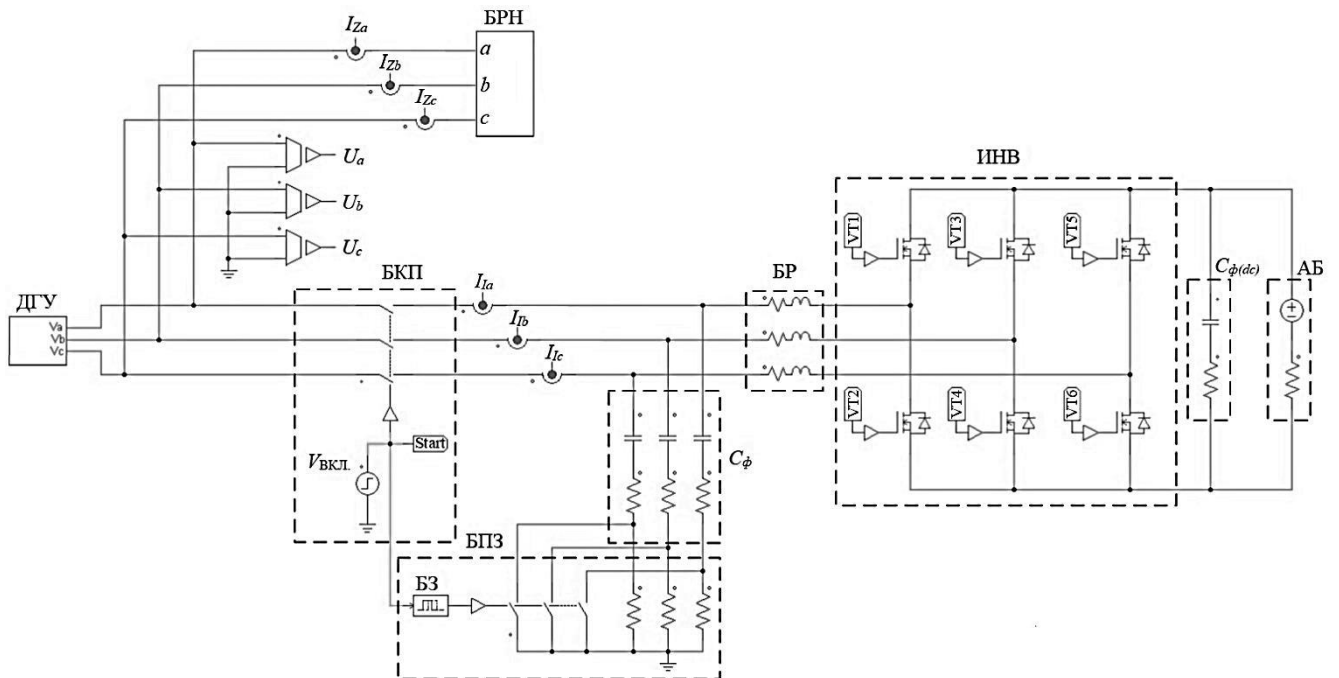 БРН
I_Za
a
I_Zb
b
I_Zc
c
U_a
U_b
U_c
ИНВ
VT1
VT3
VT5
C_ф(dc)
АБ
БКП
I_Ia
БР
ДГУ
Va
Vb
Vc
I_Ib
I_Ic
VT2
VT4
VT6
Start
V_ВКЛ.
C_ф
БПЗ
БЗ